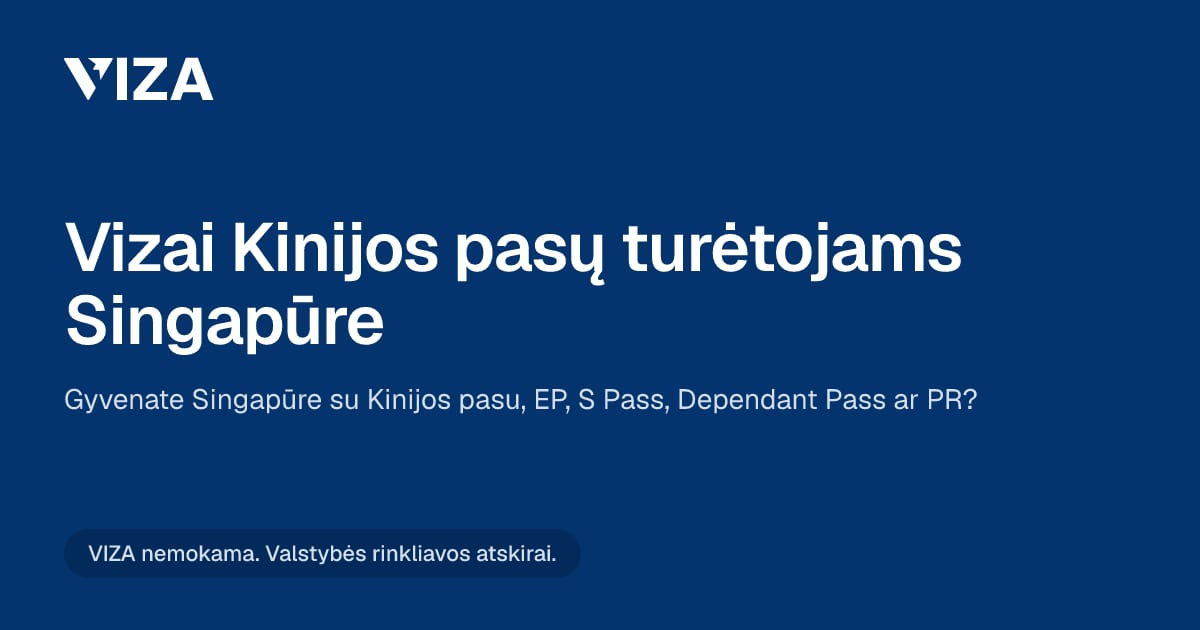 VIZA
Vizai Kinijos pasų turėtojams
Singapūre
Gyvenate Singapūre su Kinijos pasu, EP, S Pass, Dependant Pass ar PR?
VIZA nemokama. Valstybės rinkliavos atskirai.